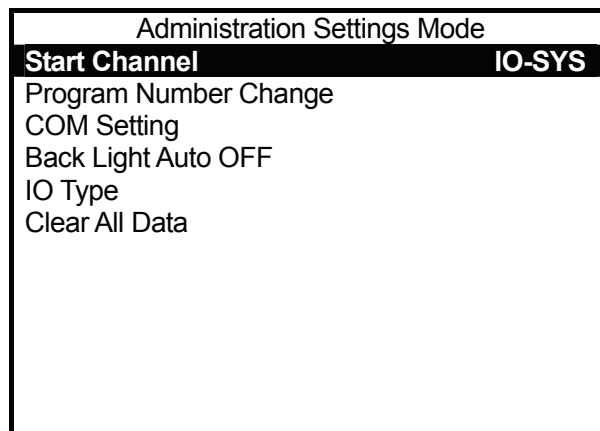 Administration Settings Mode
Start Channel IO-SYS
Program Number Change
COM Setting
Back Light Auto OFF
IO Type
Clear All Data